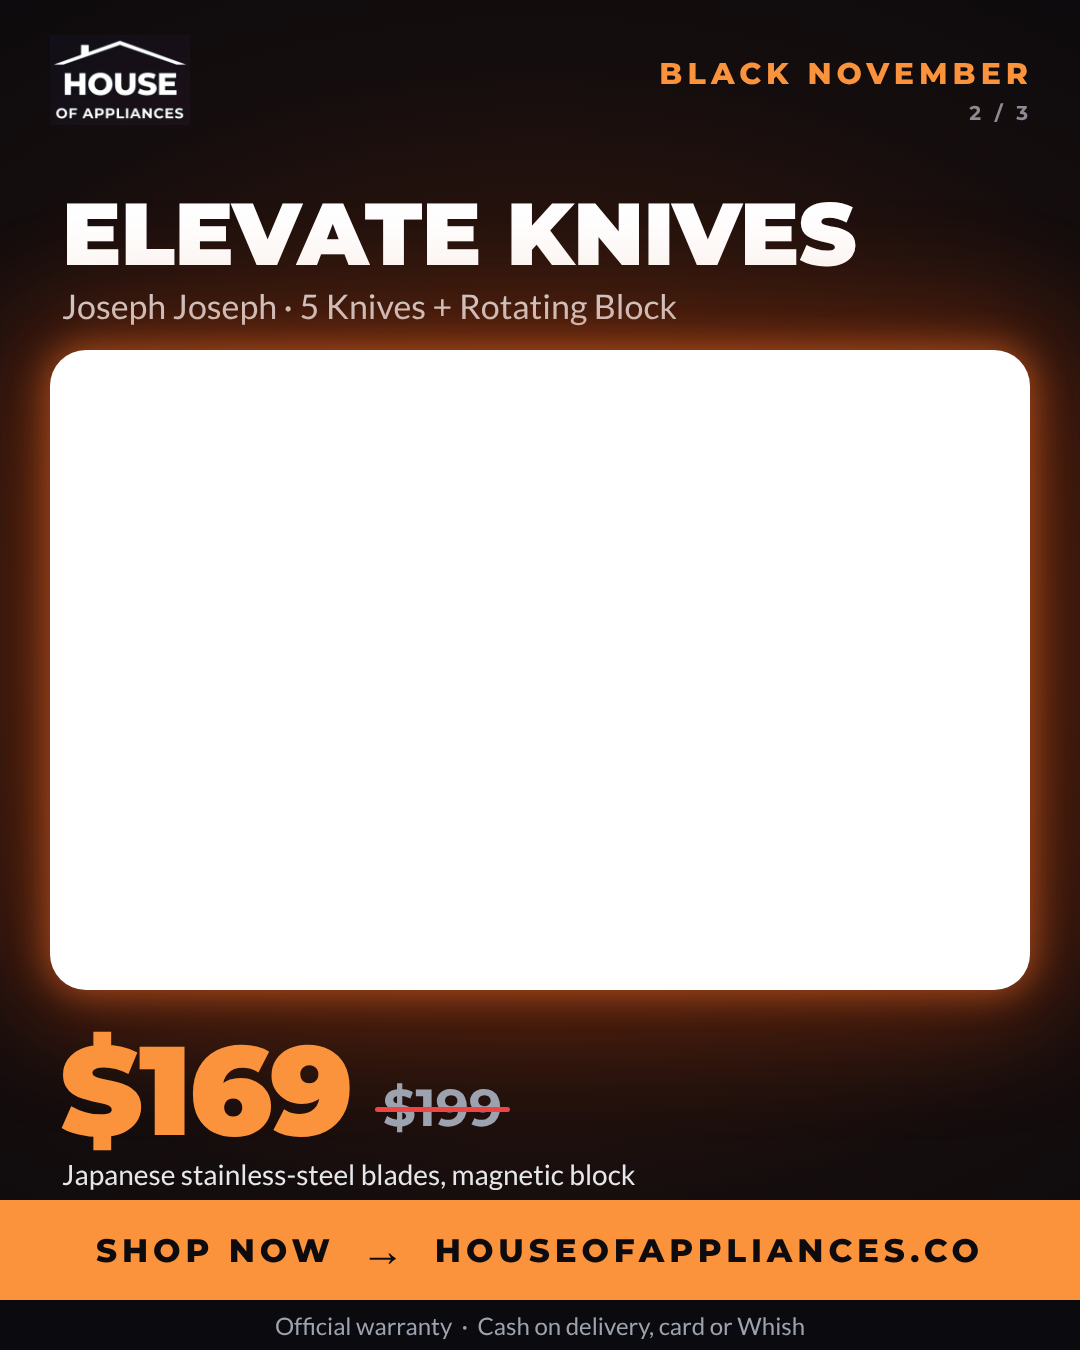 HOUSE
OF APPLIANCES
BLACK NOVEMBER
2 / 3
ELEVATE KNIVES
Joseph Joseph · 5 Knives + Rotating Block
$169 $199
Japanese stainless-steel blades, magnetic block
SHOP NOW → HOUSEOFAPPLIANCES.CO
Official warranty · Cash on delivery, card or Whish